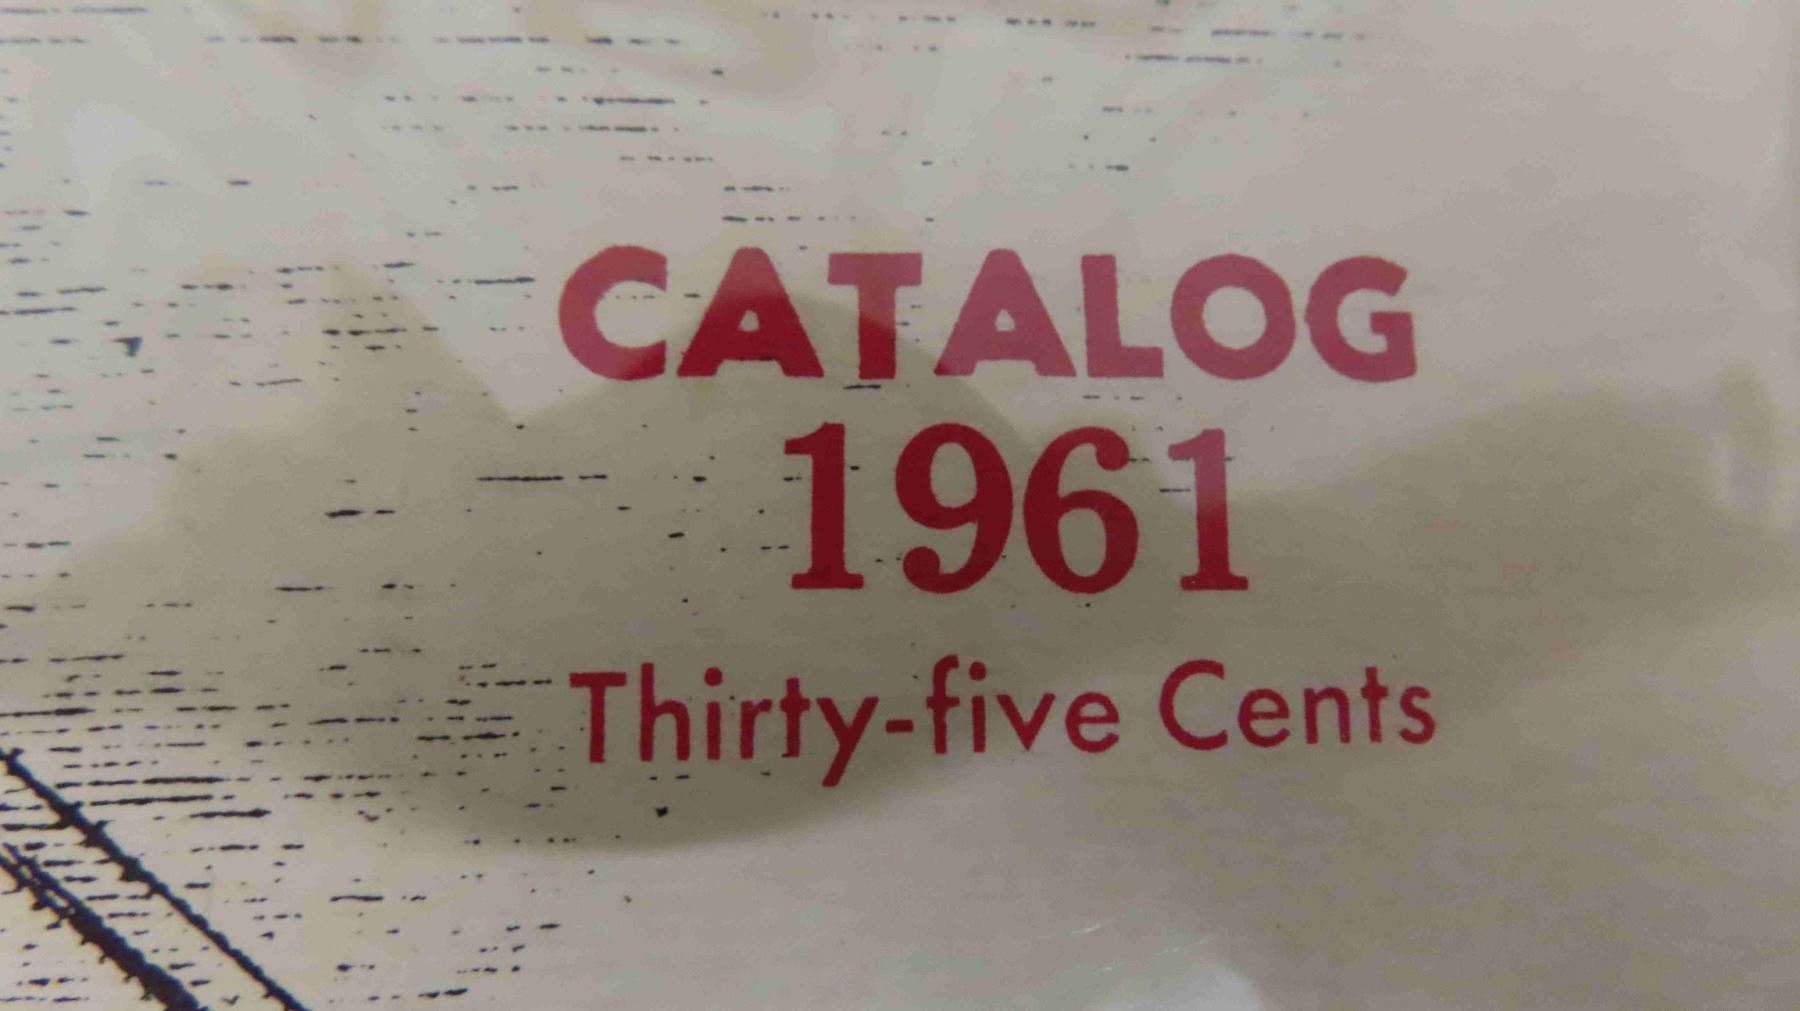 CATALOG
1961
Thirty-five Cents